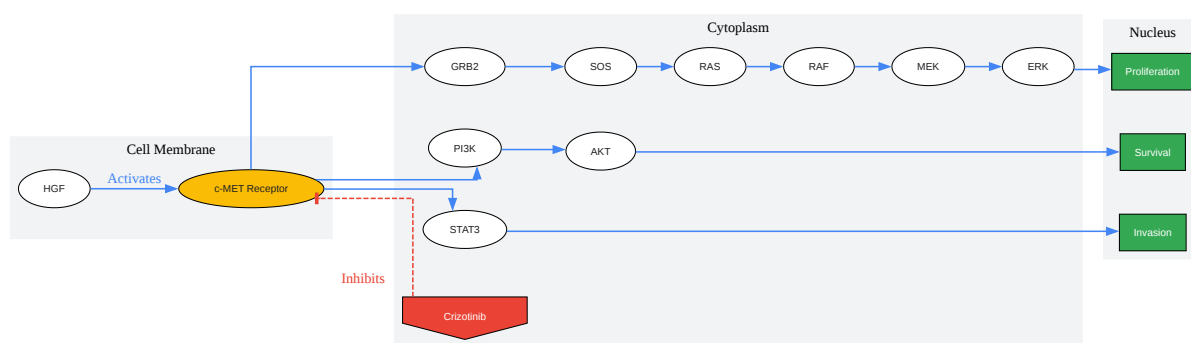 Cytoplasm
Nucleus
GRB2
SOS
RAS
RAF
MEK
ERK
Proliferation
Cell Membrane
PI3K
AKT
Survival
HGF
Activates
c-MET Receptor
STAT3
Invasion
Inhibits
Crizotinib